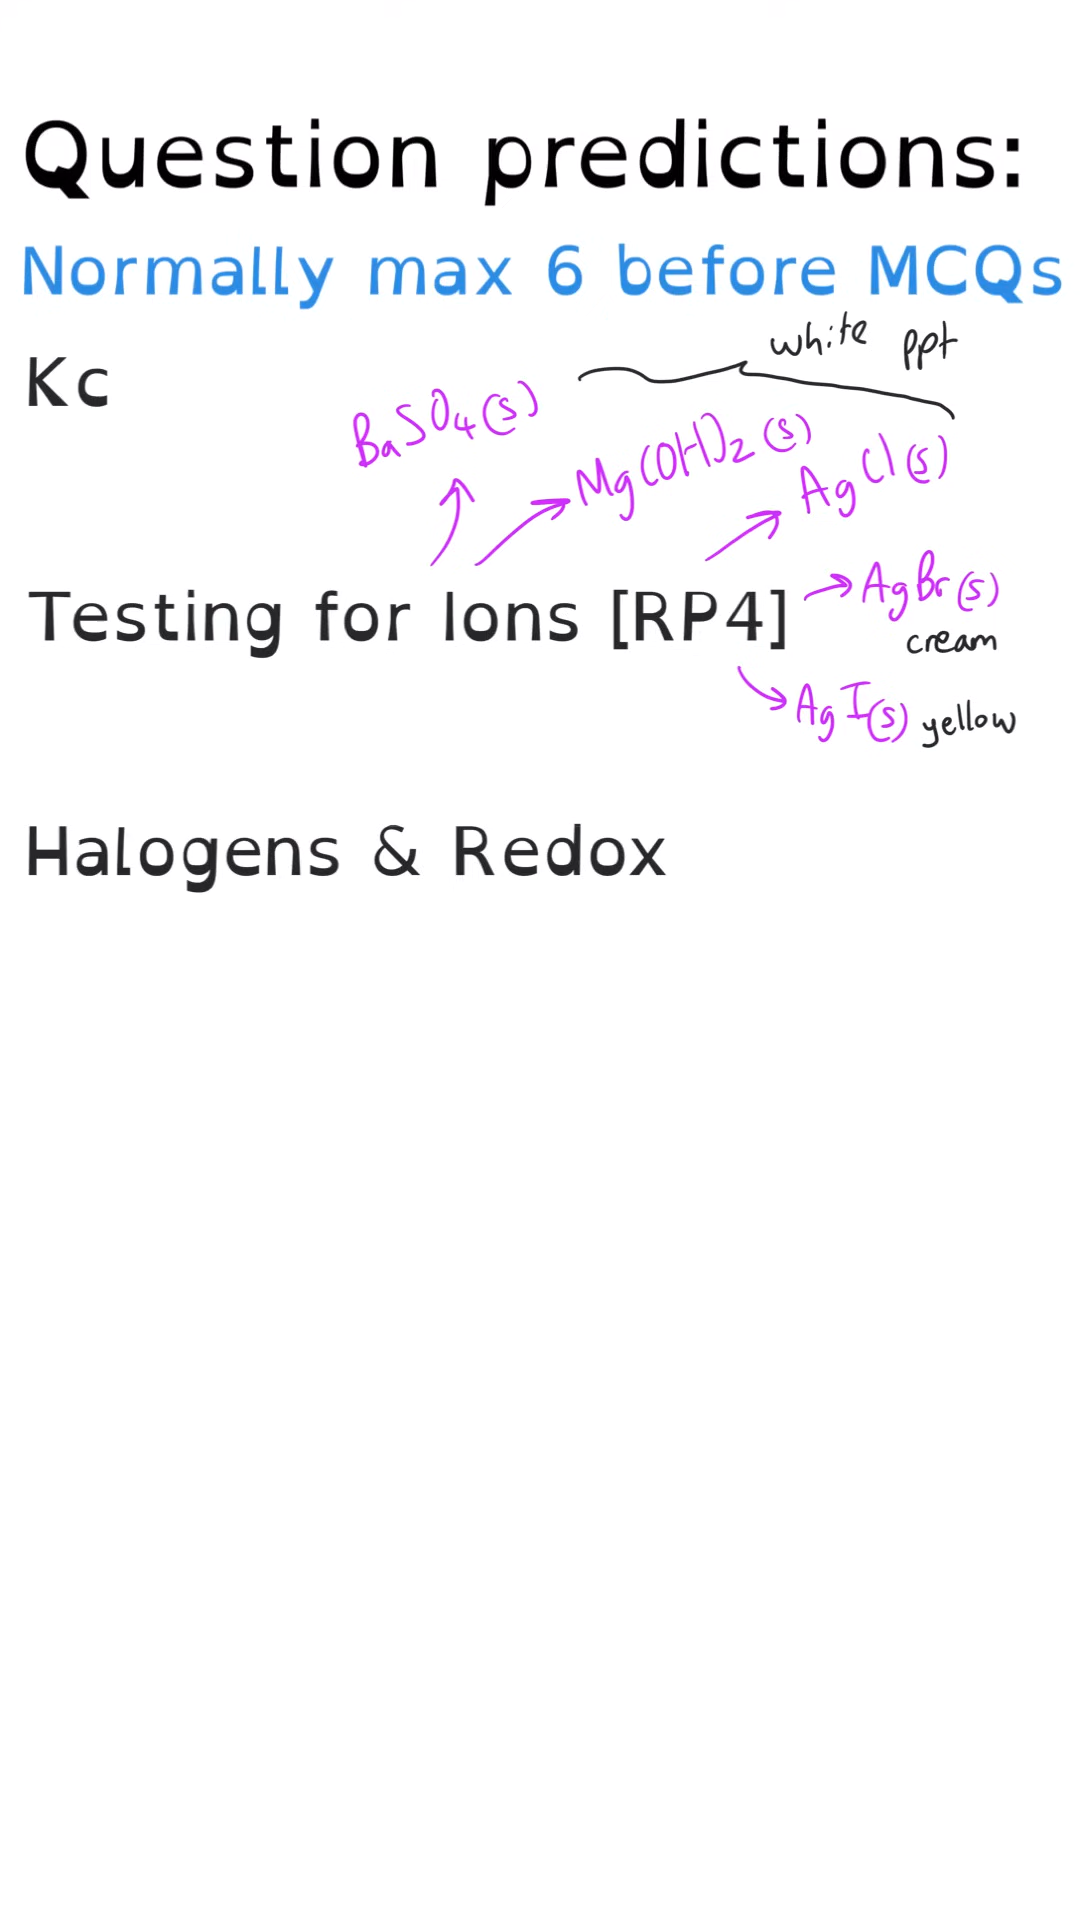 Question predictions:
Normally max 6 before MCQs
white ppt
Kc
BaSO4(s)
Mg(OH)2(s)
AgCl(s)
Testing for Ions [RP4]
AgBr(s)
cream
AgI(s) yellow
Halogens & Redox